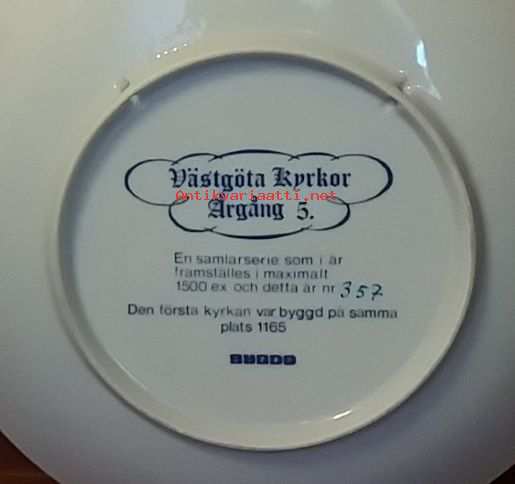 Västgöta Kyrkor
Antikvariaatti.net
Årgång 5.
En samlarserie som i år
framställes i maximalt
1500 ex och detta är nr 357
Den första kyrkan var byggd på samma
plats 1165